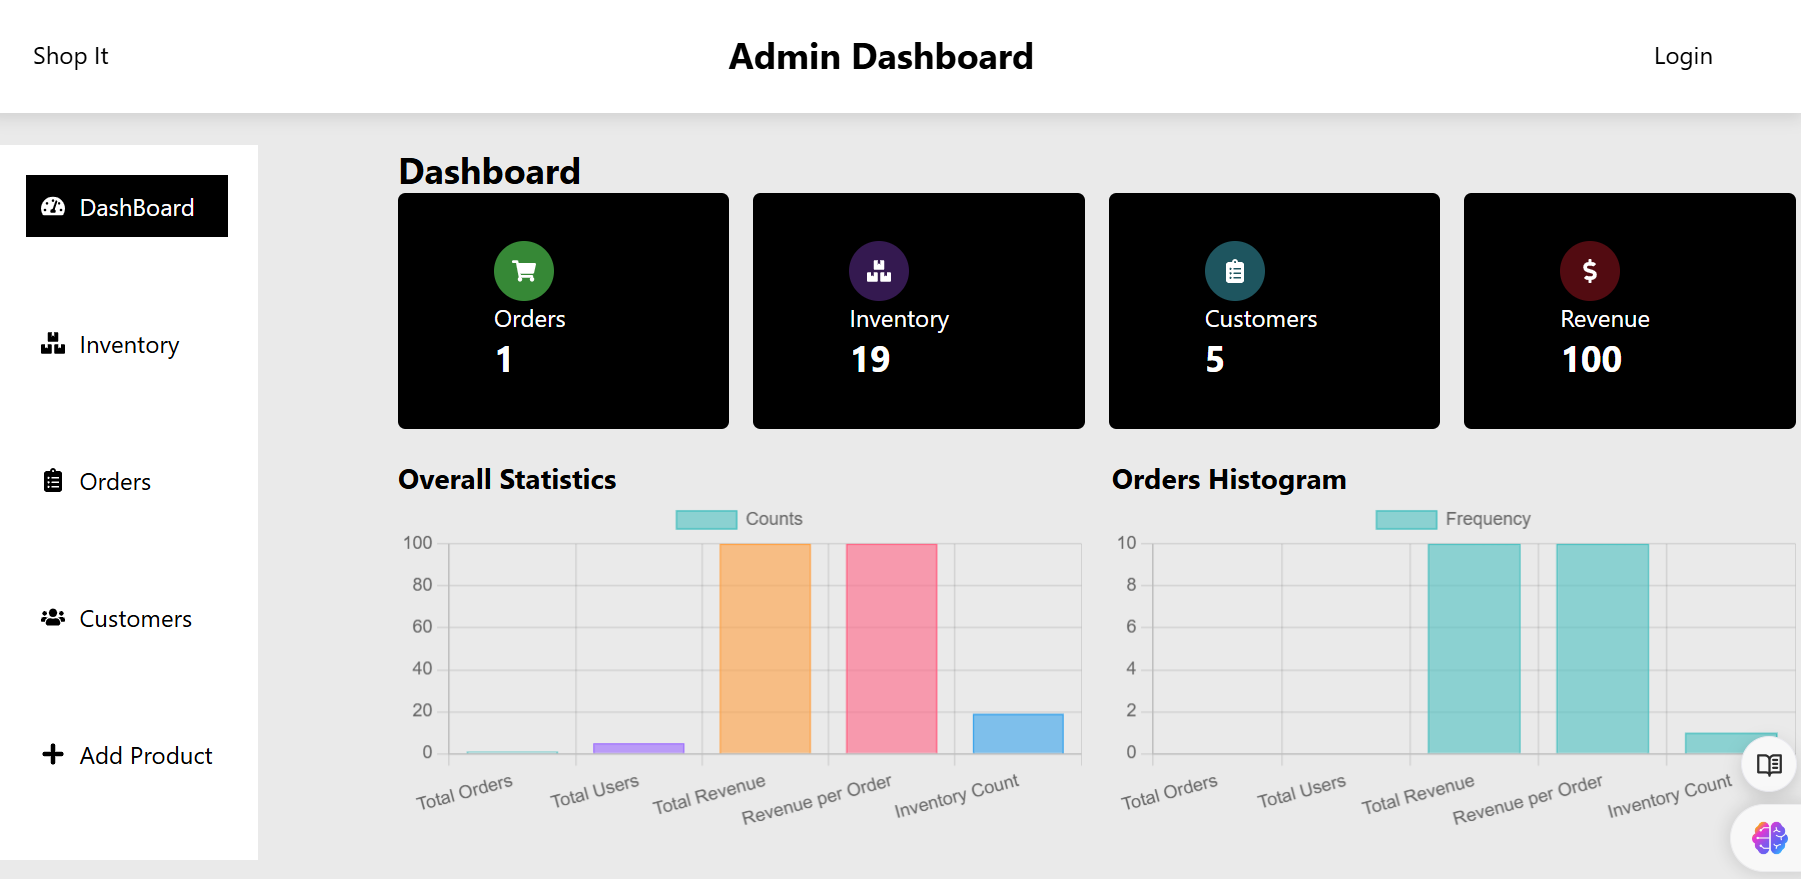 Shop It
Admin Dashboard
Login
DashBoard
Inventory
Orders
Customers
Add Product
Dashboard
Orders
1
Inventory
19
Customers
5
Revenue
100
Overall Statistics
Counts
100
80
60
40
20
0
Total Orders
Total Users
Total Revenue
Revenue per Order
Inventory Count
Orders Histogram
Frequency
10
8
6
4
2
0
Total Orders
Total Users
Total Revenue
Revenue per Order
Inventory Count